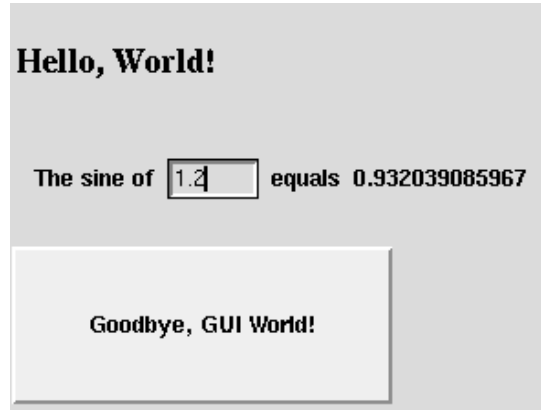 Hello, World!
The sine of 1.2 equals 0.932039085967
Goodbye, GUI World!